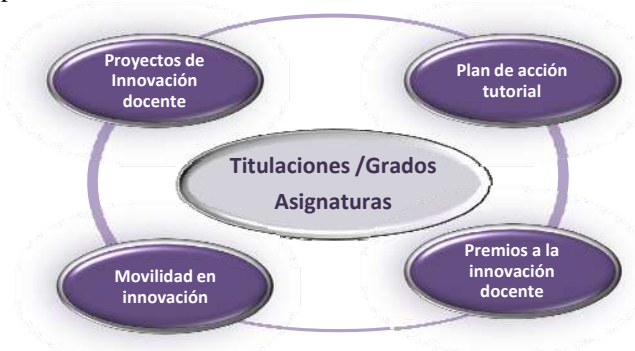 Proyectos de
Innovación
docente
Plan de acción
tutorial
Titulaciones /Grados
Asignaturas
Movilidad en
innovación
Premios a la
innovación
docente